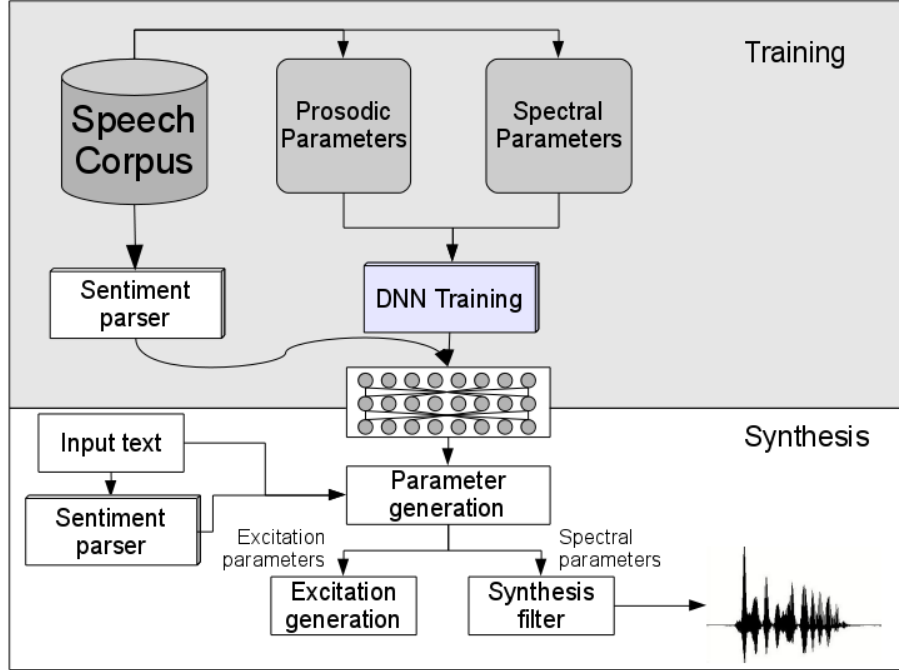 Training
Speech
Corpus
Prosodic
Parameters
Spectral
Parameters
Sentiment
parser
DNN Training
Synthesis
Input text
Sentiment
parser
Parameter
generation
Excitation
parameters
Spectral
parameters
Excitation
generation
Synthesis
filter